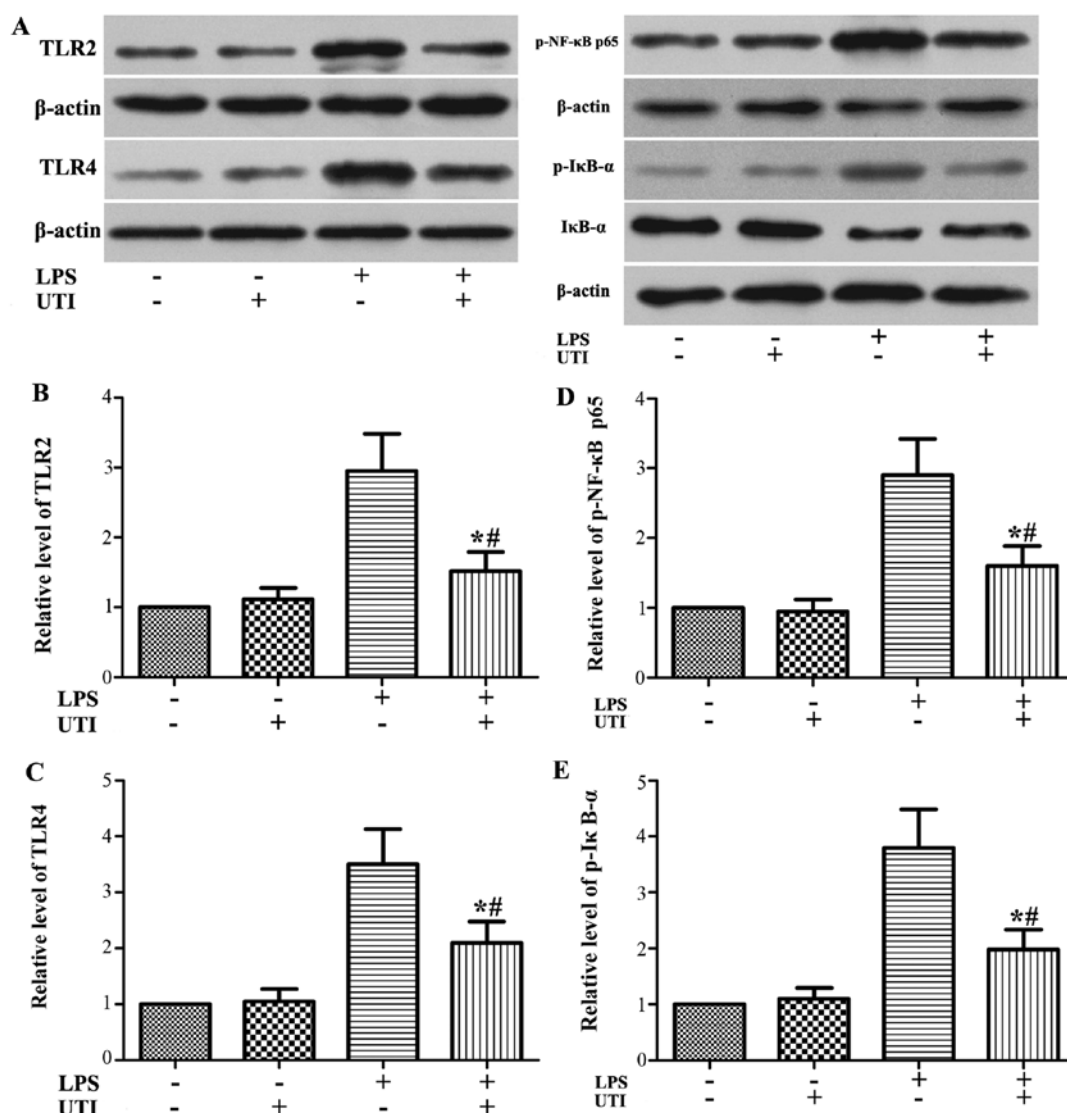 A
TLR2
β-actin
TLR4
β-actin
LPS - - + +
UTI - + - +
p-NF-κB p65
β-actin
p-IκB-α
IκB-α
β-actin
LPS - - + +
UTI - + - +
B
Relative level of TLR2
4
3
2
1
0
*#
LPS - - + +
UTI - + - +
D
Relative level of p-NF-κB p65
4
3
2
1
0
*#
LPS - - + +
UTI - + - +
C
Relative level of TLR4
5
4
3
2
1
0
*#
LPS - - + +
UTI - + - +
E
Relative level of p-Iκ B-α
5
4
3
2
1
0
*#
LPS - - + +
UTI - + - +